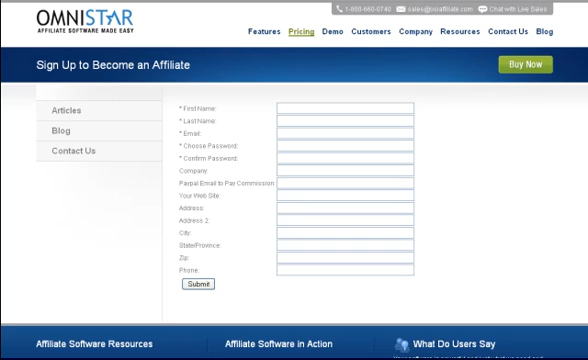 1-800-660-0740 sales@osiaffiliate.com Chat with Live Sales
OMNISTAR
AFFILIATE SOFTWARE MADE EASY
Features Pricing Demo Customers Company Resources Contact Us Blog
Sign Up to Become an Affiliate
Buy Now
Articles
Blog
Contact Us
* First Name:
* Last Name:
* Email:
* Choose Password:
* Confirm Password:
Company:
Paypal Email to Pay Commission:
Your Web Site:
Address:
Address 2:
City:
State/Province:
Zip:
Phone:
Submit
Affiliate Software Resources
Affiliate Software in Action
What Do Users Say